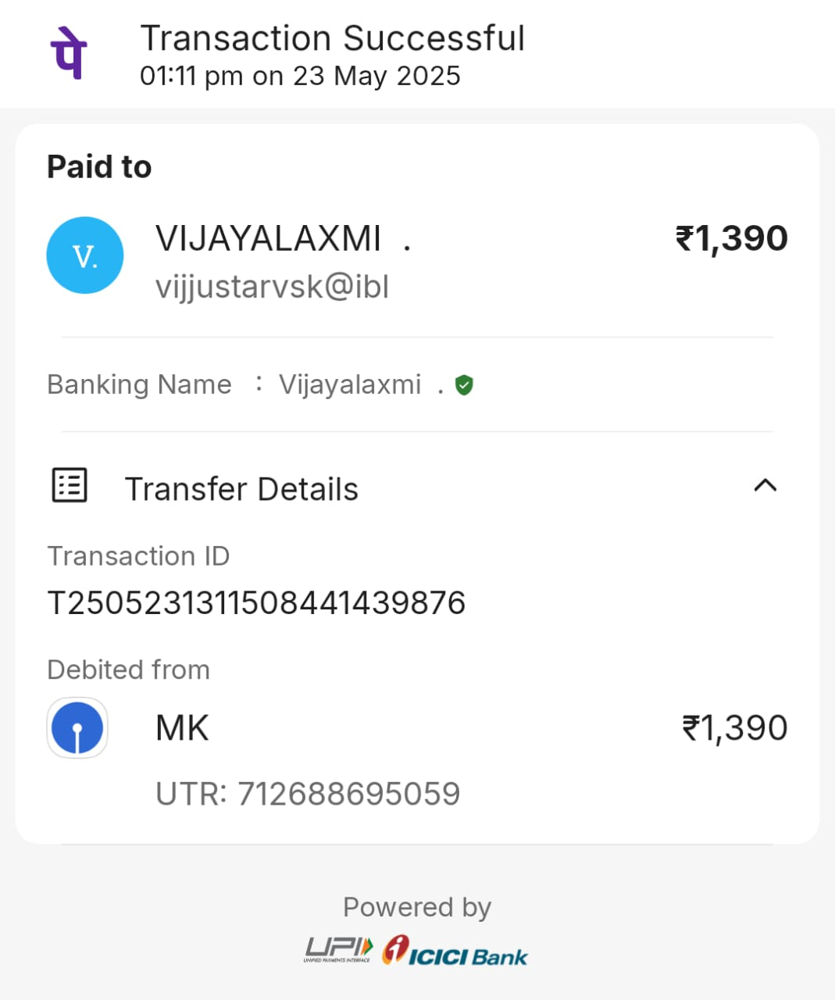 पे
Transaction Successful
01:11 pm on 23 May 2025
Paid to
V.
VIJAYALAXMI .
₹1,390
vijjustarvsk@ibl
Banking Name : Vijayalaxmi .
Transfer Details
Transaction ID
T2505231311508441439876
Debited from
MK
₹1,390
UTR: 712688695059
Powered by
UPI
UNIFIED PAYMENTS INTERFACE
ICICI Bank